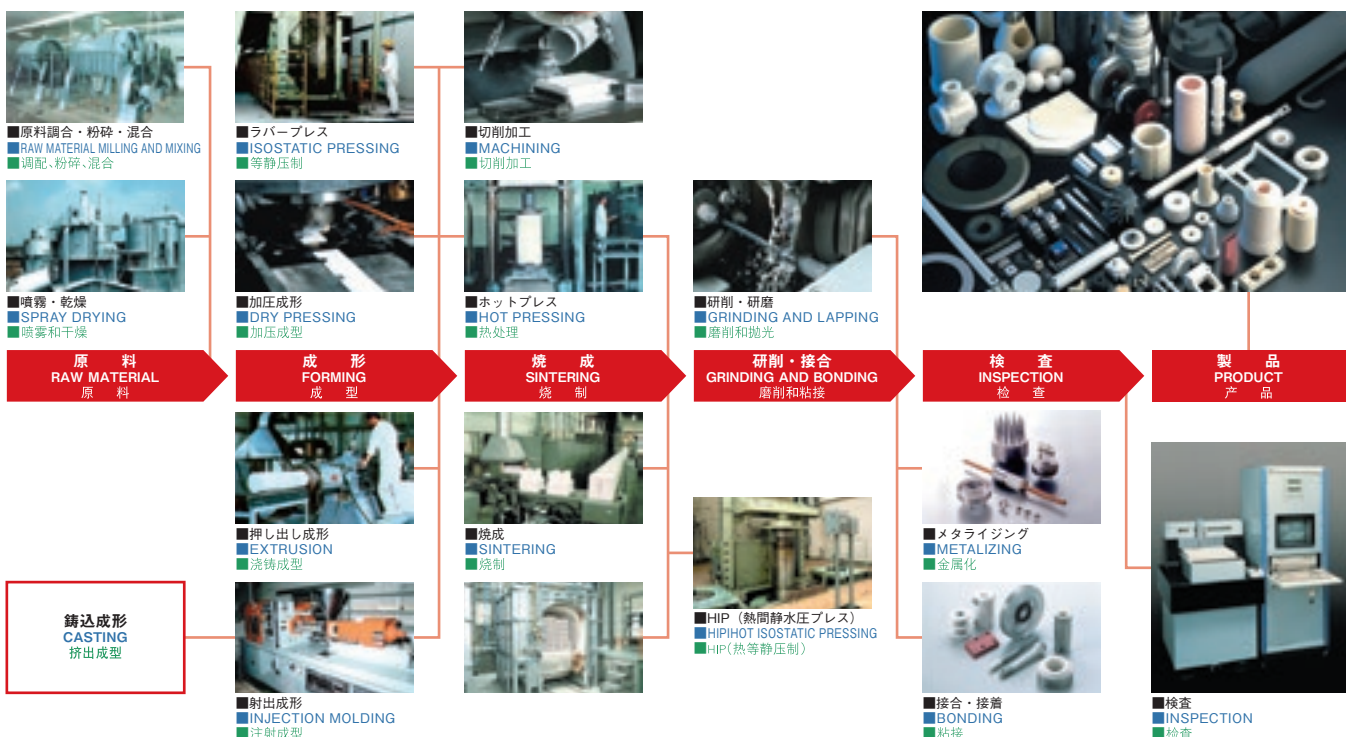 ■原料調合・粉砕・混合
■RAW MATERIAL MILLING AND MIXING
■调配、粉碎、混合
■ラバープレス
■ISOSTATIC PRESSING
■等静压制
■切削加工
■MACHINING
■切削加工
■噴霧・乾燥
■SPRAY DRYING
■喷雾和干燥
■加圧成形
■DRY PRESSING
■加压成型
■ホットプレス
■HOT PRESSING
■热处理
■研削・研磨
■GRINDING AND LAPPING
■磨削和抛光
原 料
RAW MATERIAL
原 料
成 形
FORMING
成 型
焼 成
SINTERING
烧 制
研削・接合
GRINDING AND BONDING
磨削和粘接
検 査
INSPECTION
检 查
製 品
PRODUCT
产 品
■押し出し成形
■EXTRUSION
■浇铸成型
■焼成
■SINTERING
■烧制
■メタライジング
■METALIZING
■金属化
鋳込成形
CASTING
挤出成型
■HIP（熱間静水圧プレス）
■HIPIHOT ISOSTATIC PRESSING
■HIP(热等静压制)
■射出成形
■INJECTION MOLDING
■注射成型
■接合・接着
■BONDING
■粘接
■検査
■INSPECTION
■检查